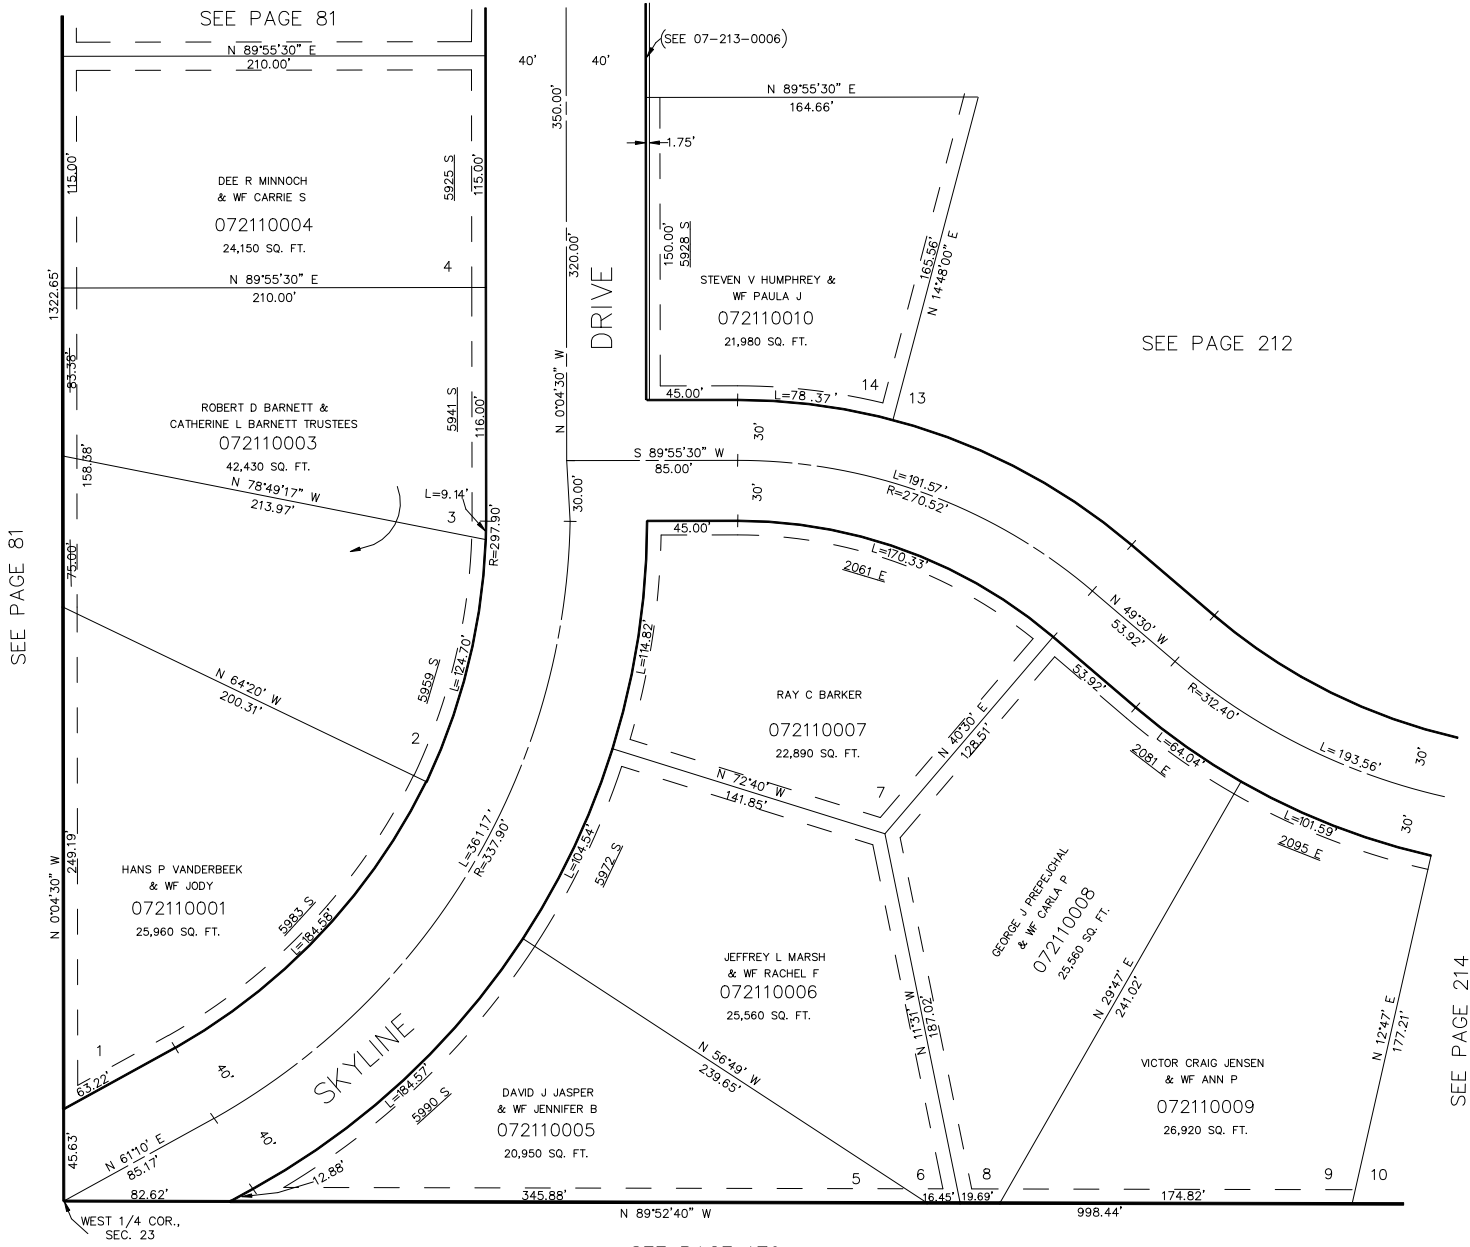 SEE PAGE 81
N 89°55'30" E
210.00'
40'
40'
(SEE 07-213-0006)
350.00'
N 89°55'30" E
164.66'
1.75'
115.00'
5925 S
115.00'
DEE R MINNOCH
& WF CARRIE S
072110004
24,150 SQ. FT.
4
N 89°55'30" E
210.00'
1322.65'
320.00'
DRIVE
150.00'
5928 S
STEVEN V HUMPHREY &
WF PAULA J
072110010
21,980 SQ. FT.
165.56'
N 14°48'00" E
SEE PAGE 212
83.38'
N 0°04'30" W
14
13
45.00'
L=78.37'
ROBERT D BARNETT &
CATHERINE L BARNETT TRUSTEES
072110003
42,430 SQ. FT.
5941 S
116.00'
158.38'
N 78°49'17" W
213.97'
L=9.14'
3
30.00'
R=297.90'
S 89°55'30" W
85.00'
30'
30'
L=191.57'
R=270.52'
45.00'
L=170.33'
2061 E
SEE PAGE 81
75.00'
N 49°30' W
53.92'
N 64°20' W
200.31'
5959 S
L=124.70'
2
L=114.82'
53.92'
R=312.40'
L=193.56'
30'
30'
RAY C BARKER
072110007
22,890 SQ. FT.
N 40°30' E
128.51'
L=64.04'
2081 E
7
N 72°40' W
141.85'
L=101.59'
2095 E
249.19'
N 0°04'30" W
L=361.17'
R=337.90'
L=104.54'
5972 S
HANS P VANDERBEEK
& WF JODY
072110001
25,960 SQ. FT.
5983 S
L=184.58'
GEORGE J PREPEJCHAL
& WF CARLA P
072110008
25,560 SQ. FT.
JEFFREY L MARSH
& WF RACHEL F
072110006
25,560 SQ. FT.
N 11°31' W
187.02'
N 29°47' E
241.02'
N 12°47' E
177.21'
SEE PAGE 214
1
63.22'
40'
SKYLINE
N 56°49' W
239.65'
VICTOR CRAIG JENSEN
& WF ANN P
072110009
26,920 SQ. FT.
L=184.57'
5990 S
DAVID J JASPER
& WF JENNIFER B
072110005
20,950 SQ. FT.
45.63'
N 61°10' E
85.17'
40'
12.88'
5
6
8
9
10
82.62'
345.88'
16.45'
19.69'
174.82'
N 89°52'40" W
998.44'
WEST 1/4 COR.,
SEC. 23